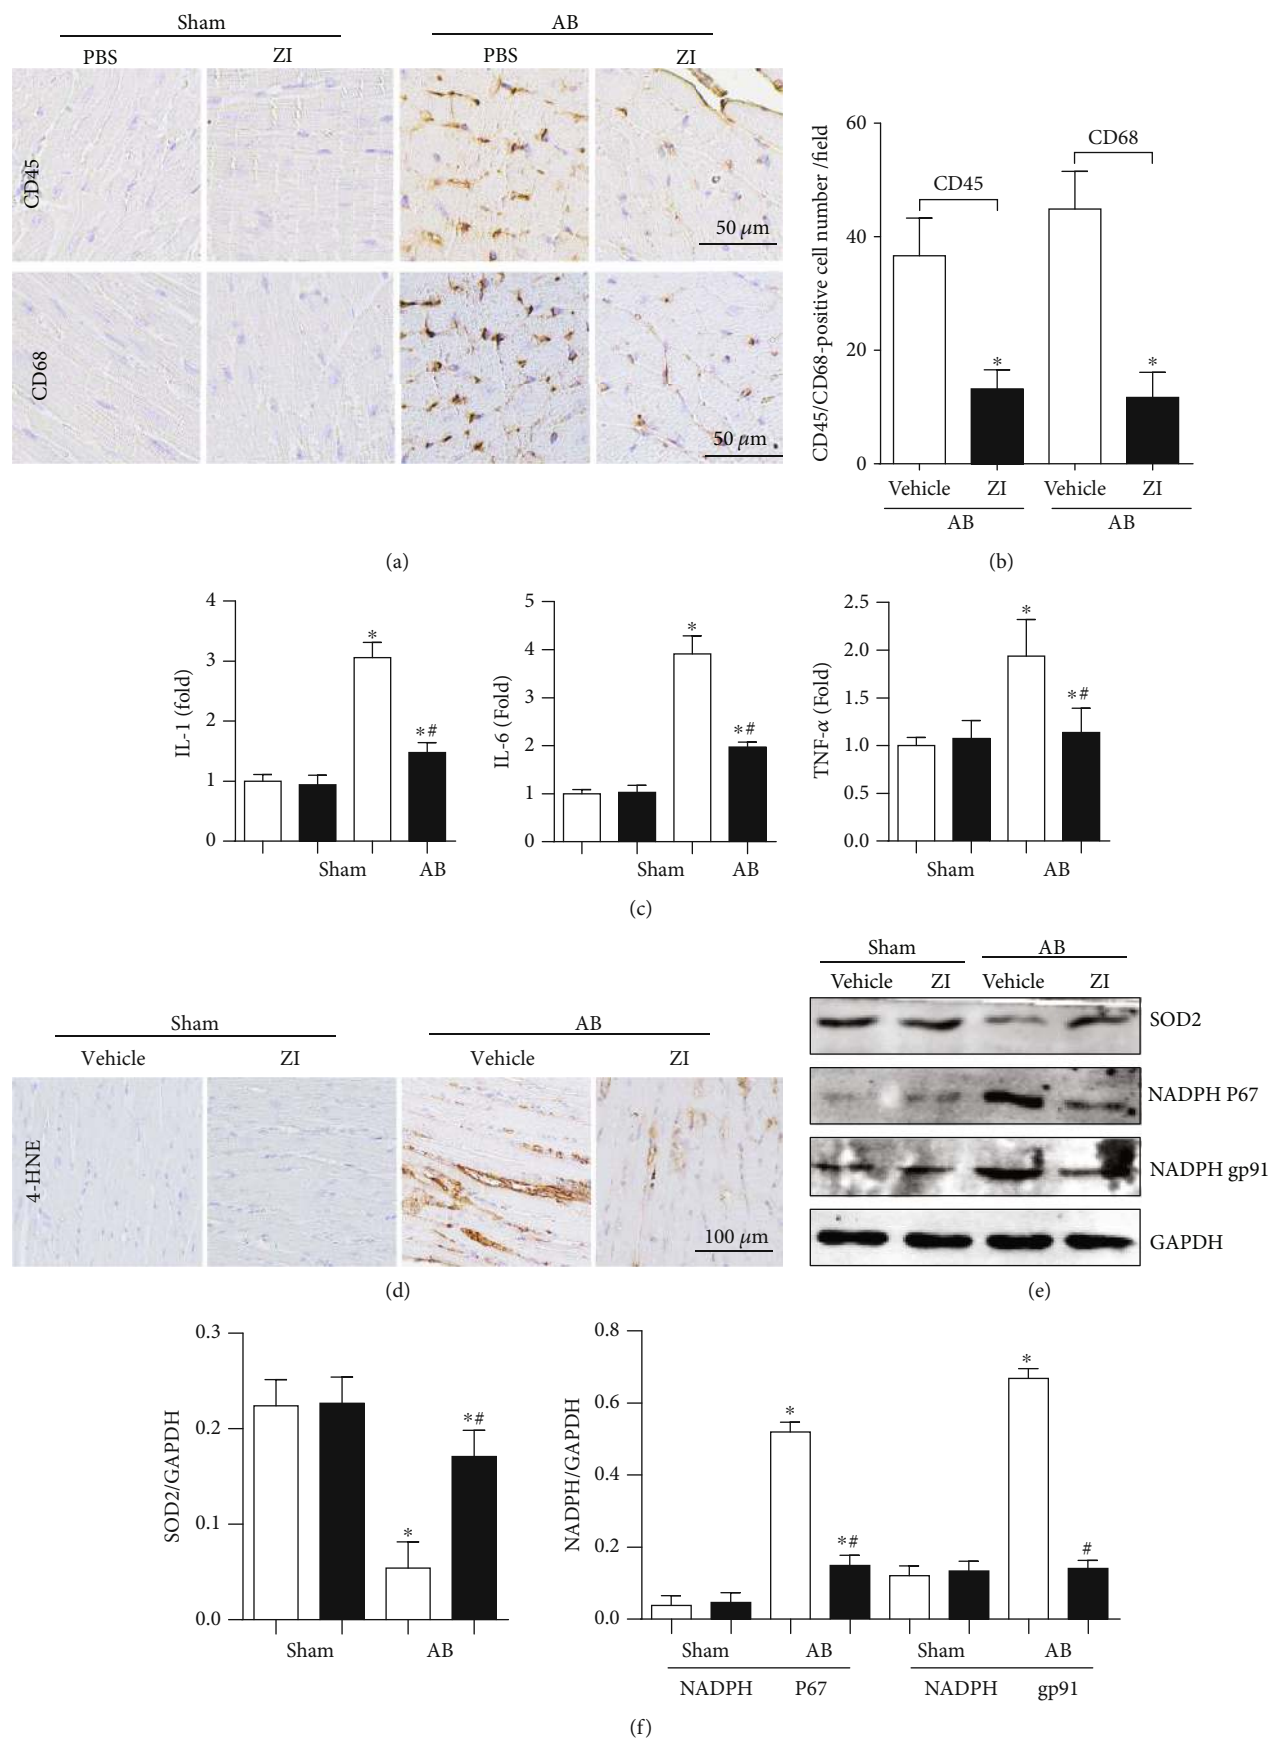 Sham AB
PBS ZI PBS ZI
CD45
50 μm
CD68
50 μm
(a)
CD45/CD68-positive cell number /field
60
40
20
0
CD45
CD68
*
*
Vehicle ZI Vehicle ZI
AB AB
(b)
IL-1 (fold)
4
3
2
1
0
*
*#
Sham AB
IL-6 (Fold)
5
4
3
2
1
0
*
*#
Sham AB
TNF-α (Fold)
2.5
2.0
1.5
1.0
0.5
0.0
*
*#
Sham AB
(c)
Sham AB
Vehicle ZI Vehicle ZI
4-HNE
100 μm
(d)
Sham AB
Vehicle ZI Vehicle ZI
SOD2
NADPH P67
NADPH gp91
GAPDH
(e)
SOD2/GAPDH
0.3
0.2
0.1
0.0
*
*#
Sham AB
NADPH/GAPDH
0.8
0.6
0.4
0.2
0.0
*
*#
*
#
Sham AB Sham AB
NADPH P67 NADPH gp91
(f)